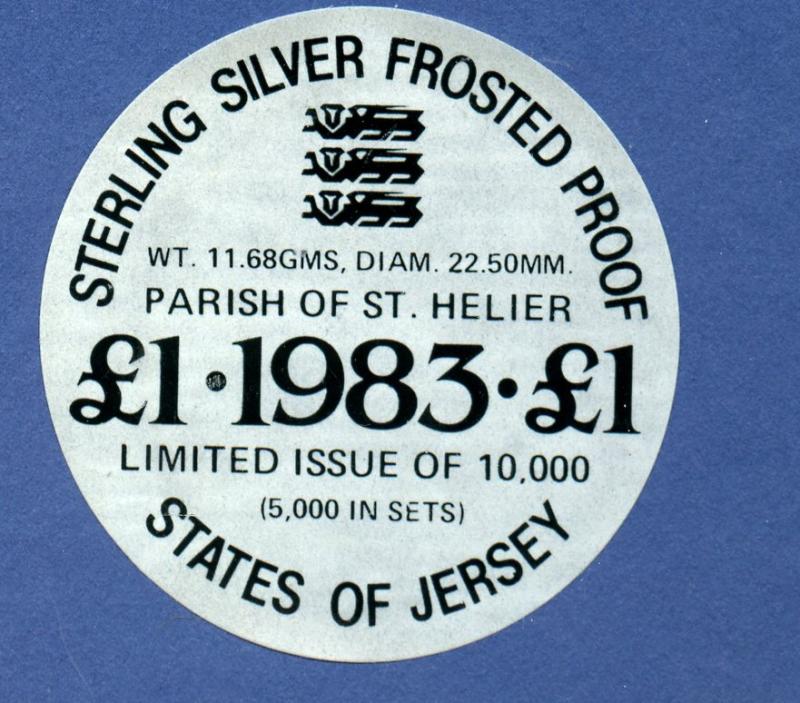 STERLING SILVER FROSTED PROOF
WT. 11.68GMS, DIAM. 22.50MM.
PARISH OF ST. HELIER
£1·1983·£1
LIMITED ISSUE OF 10,000
(5,000 IN SETS)
STATES OF JERSEY